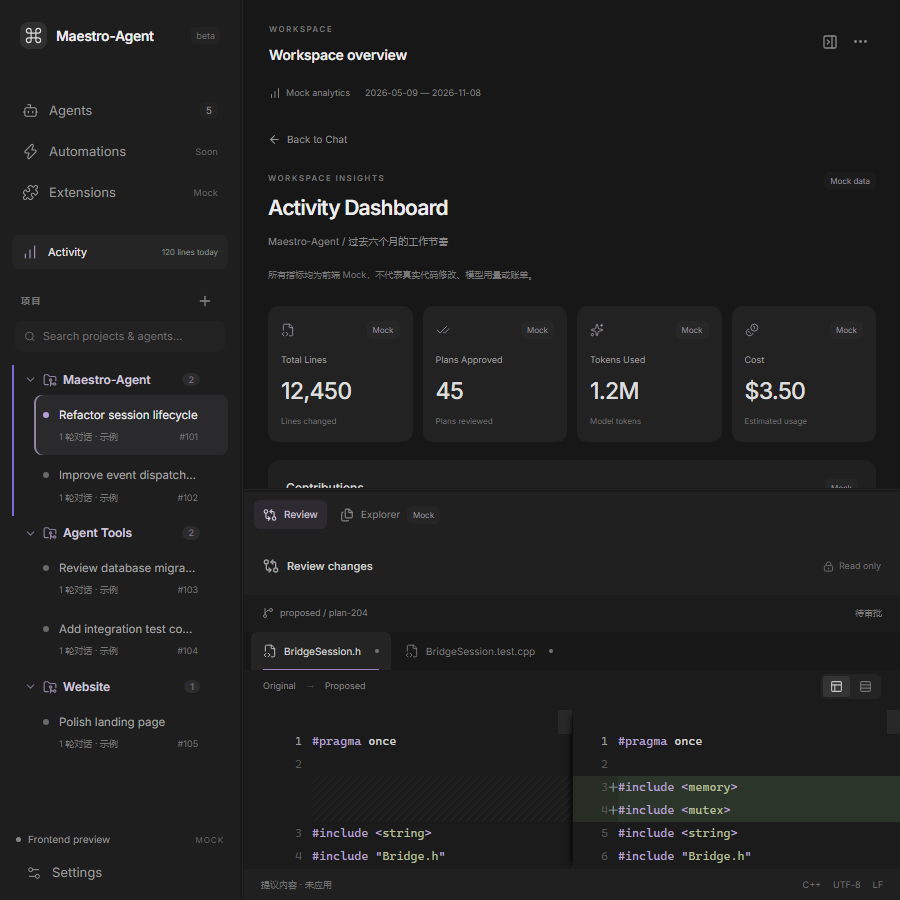 Maestro-Agent beta
Agents 5
Automations Soon
Extensions Mock
Activity 120 lines today
项目
Search projects & agents...
Maestro-Agent 2
Refactor session lifecycle
1 轮对话 · 示例 #101
Improve event dispatch...
1 轮对话 · 示例 #102
Agent Tools 2
Review database migra...
1 轮对话 · 示例 #103
Add integration test co...
1 轮对话 · 示例 #104
Website 1
Polish landing page
1 轮对话 · 示例 #105
Frontend preview MOCK
Settings
WORKSPACE
Workspace overview
Mock analytics 2026-05-09 — 2026-11-08
Back to Chat
WORKSPACE INSIGHTS
Mock data
Activity Dashboard
Maestro-Agent / 过去六个月的工作节奏
所有指标均为前端 Mock，不代表真实代码修改、模型用量或账单。
Mock
Total Lines
12,450
Lines changed
Mock
Plans Approved
45
Plans reviewed
Mock
Tokens Used
1.2M
Model tokens
Mock
Cost
$3.50
Estimated usage
Contributions Mock
Review Explorer Mock
Review changes Read only
proposed / plan-204 待审批
BridgeSession.h BridgeSession.test.cpp
Original → Proposed
1 #pragma once
2
3 #include <string>
4 #include "Bridge.h"
1 #pragma once
2
3+#include <memory>
4+#include <mutex>
5 #include <string>
6 #include "Bridge.h"
提议内容 · 未应用 C++ UTF-8 LF